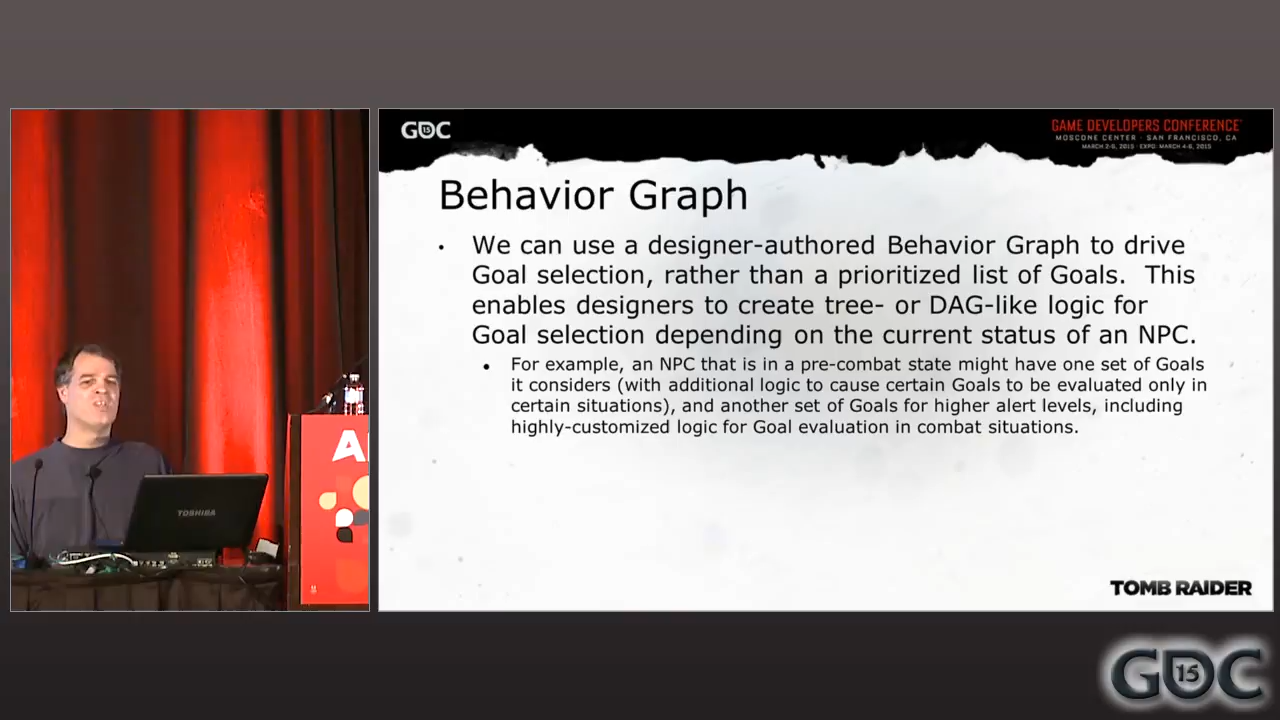 GDC 15
GAME DEVELOPERS CONFERENCE
MOSCONE CENTER · SAN FRANCISCO, CA
MARCH 2-6, 2015 · EXPO: MARCH 4-6, 2015
Behavior Graph
• We can use a designer-authored Behavior Graph to drive
Goal selection, rather than a prioritized list of Goals.  This
enables designers to create tree- or DAG-like logic for
Goal selection depending on the current status of an NPC.
• For example, an NPC that is in a pre-combat state might have one set of Goals
it considers (with additional logic to cause certain Goals to be evaluated only in
certain situations), and another set of Goals for higher alert levels, including
highly-customized logic for Goal evaluation in combat situations.
TOSHIBA
TOMB RAIDER
GDC 15